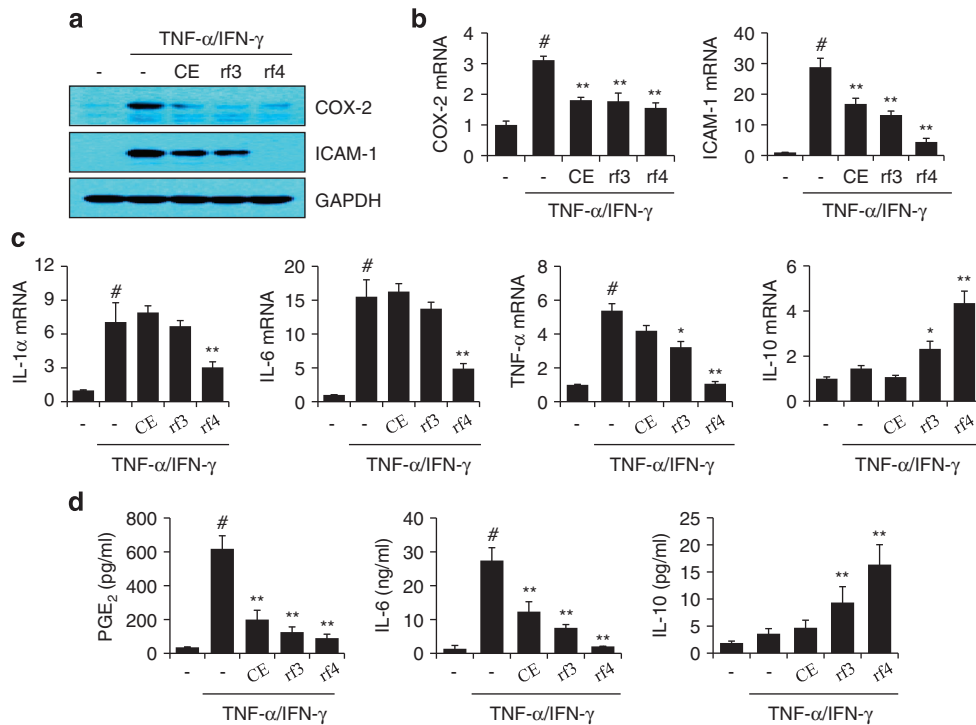 a
TNF-α/IFN-γ
- - CE rf3 rf4
COX-2
ICAM-1
GAPDH
b
COX-2 mRNA
4
3
2
1
0
#
** ** **
- - CE rf3 rf4
TNF-α/IFN-γ
ICAM-1 mRNA
40
30
20
10
0
#
** ** **
- - CE rf3 rf4
TNF-α/IFN-γ
c
IL-1α mRNA
12
9
6
3
0
#
**
- - CE rf3 rf4
TNF-α/IFN-γ
IL-6 mRNA
20
15
10
5
0
#
**
- - CE rf3 rf4
TNF-α/IFN-γ
TNF-α mRNA
8
6
4
2
0
#
* **
- - CE rf3 rf4
TNF-α/IFN-γ
IL-10 mRNA
6
4
2
0
* **
- - CE rf3 rf4
TNF-α/IFN-γ
d
PGE2 (pg/ml)
800
600
400
200
0
#
** ** **
- - CE rf3 rf4
TNF-α/IFN-γ
IL-6 (ng/ml)
40
30
20
10
0
#
** ** **
- - CE rf3 rf4
TNF-α/IFN-γ
IL-10 (pg/ml)
25
20
15
10
5
0
** **
- - CE rf3 rf4
TNF-α/IFN-γ